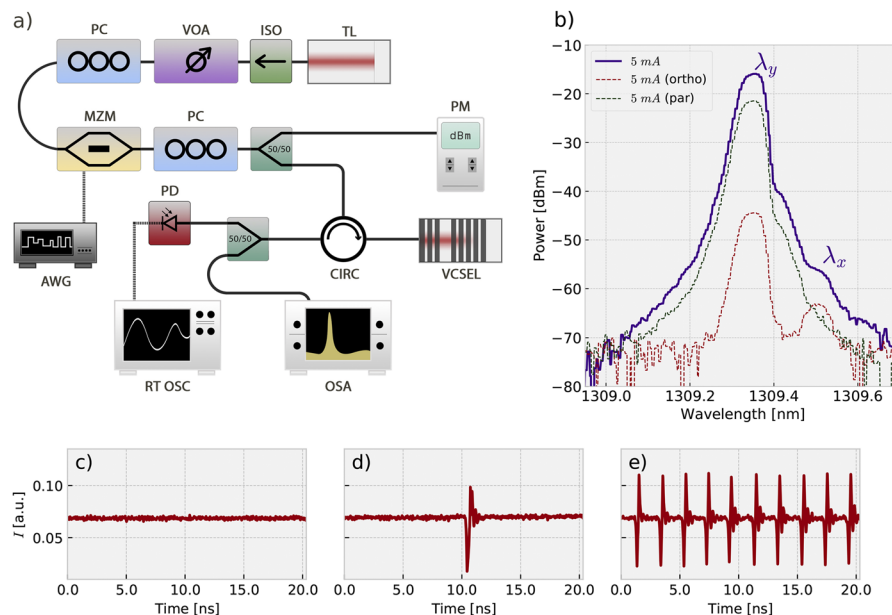 a)
PC
VOA
ISO
TL
MZM
PC
50/50
PM
dBm
PD
50/50
AWG
CIRC
VCSEL
RT OSC
OSA
b)
5 mA
5 mA (ortho)
5 mA (par)
λy
λx
Power [dBm]
−10
−20
−30
−40
−50
−60
−70
−80
1309.0
1309.2
1309.4
1309.6
Wavelength [nm]
c)
I [a.u.]
0.10
0.05
0.0
5.0
10.0
15.0
20.0
Time [ns]
d)
0.0
5.0
10.0
15.0
20.0
Time [ns]
e)
0.0
5.0
10.0
15.0
20.0
Time [ns]